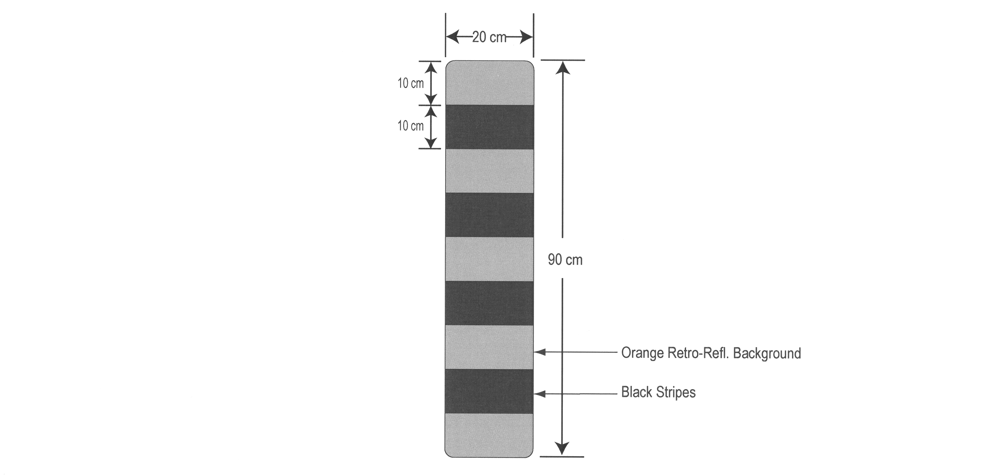 20 cm
10 cm
10 cm
90 cm
Orange Retro-Refl. Background
Black Stripes